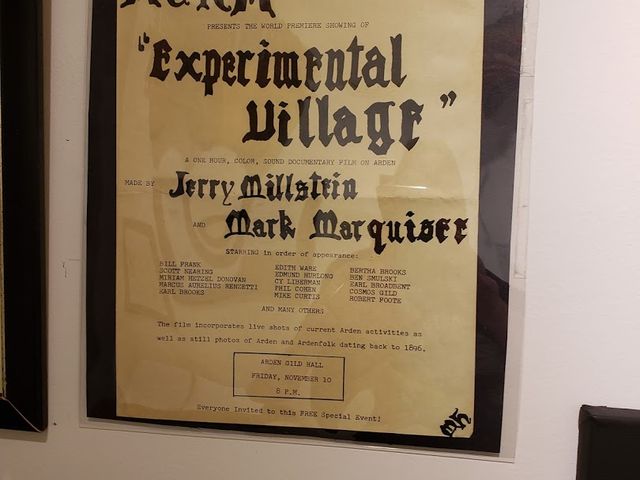 PRESENTS THE WORLD PREMIERE SHOWING OF
"Experimental
Village"
A ONE HOUR, COLOR, SOUND DOCUMENTARY FILM ON ARDEN
MADE BY Jerry Millstein
AND Mark Marquisee
STARRING in order of appearance:
BILL FRANK
SCOTT NEARING
MIRIAM HETZEL DONOVAN
MARCUS AURELIUS RENZETTI
EARL BROOKS
EDITH WARE
EDMUND HURLONG
CY LIBERMAN
PHIL COHEN
MIKE CURTIS
BERTHA BROOKS
BEN SMULSKI
EARL BROADBENT
COSMOS GILD
ROBERT FOOTE
AND MANY OTHERS
The film incorporates live shots of current Arden activities as
well as still photos of Arden and Ardenfolk dating back to 1896.
ARDEN GILD HALL
FRIDAY, NOVEMBER 10
8 P.M.
Everyone Invited to this FREE Special Event!